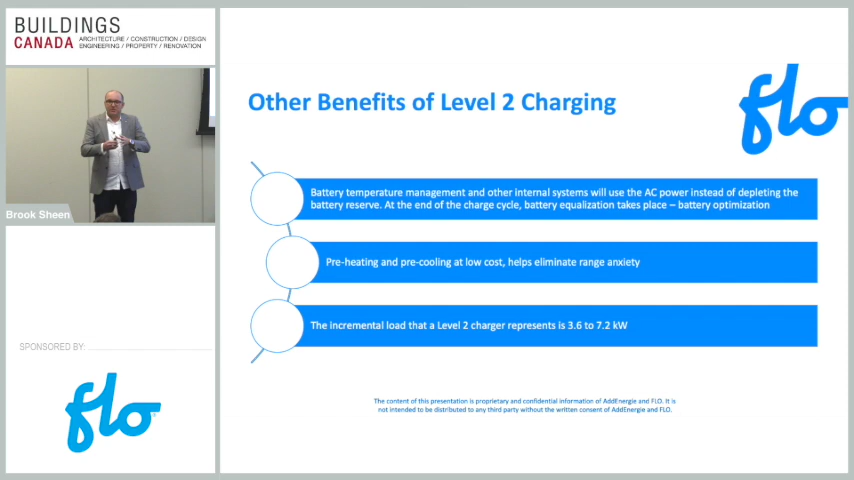 BUILDINGS
CANADA
ARCHITECTURE / CONSTRUCTION / DESIGN
ENGINEERING / PROPERTY / RENOVATION
Brook Sheen
SPONSORED BY:
flo
Other Benefits of Level 2 Charging
flo
Battery temperature management and other internal systems will use the AC power instead of depleting the
battery reserve. At the end of the charge cycle, battery equalization takes place – battery optimization
Pre-heating and pre-cooling at low cost, helps eliminate range anxiety
The incremental load that a Level 2 charger represents is 3.6 to 7.2 kW
The content of this presentation is proprietary and confidential information of AddEnergie and FLO. It is
not intended to be distributed to any third party without the written consent of AddEnergie and FLO.